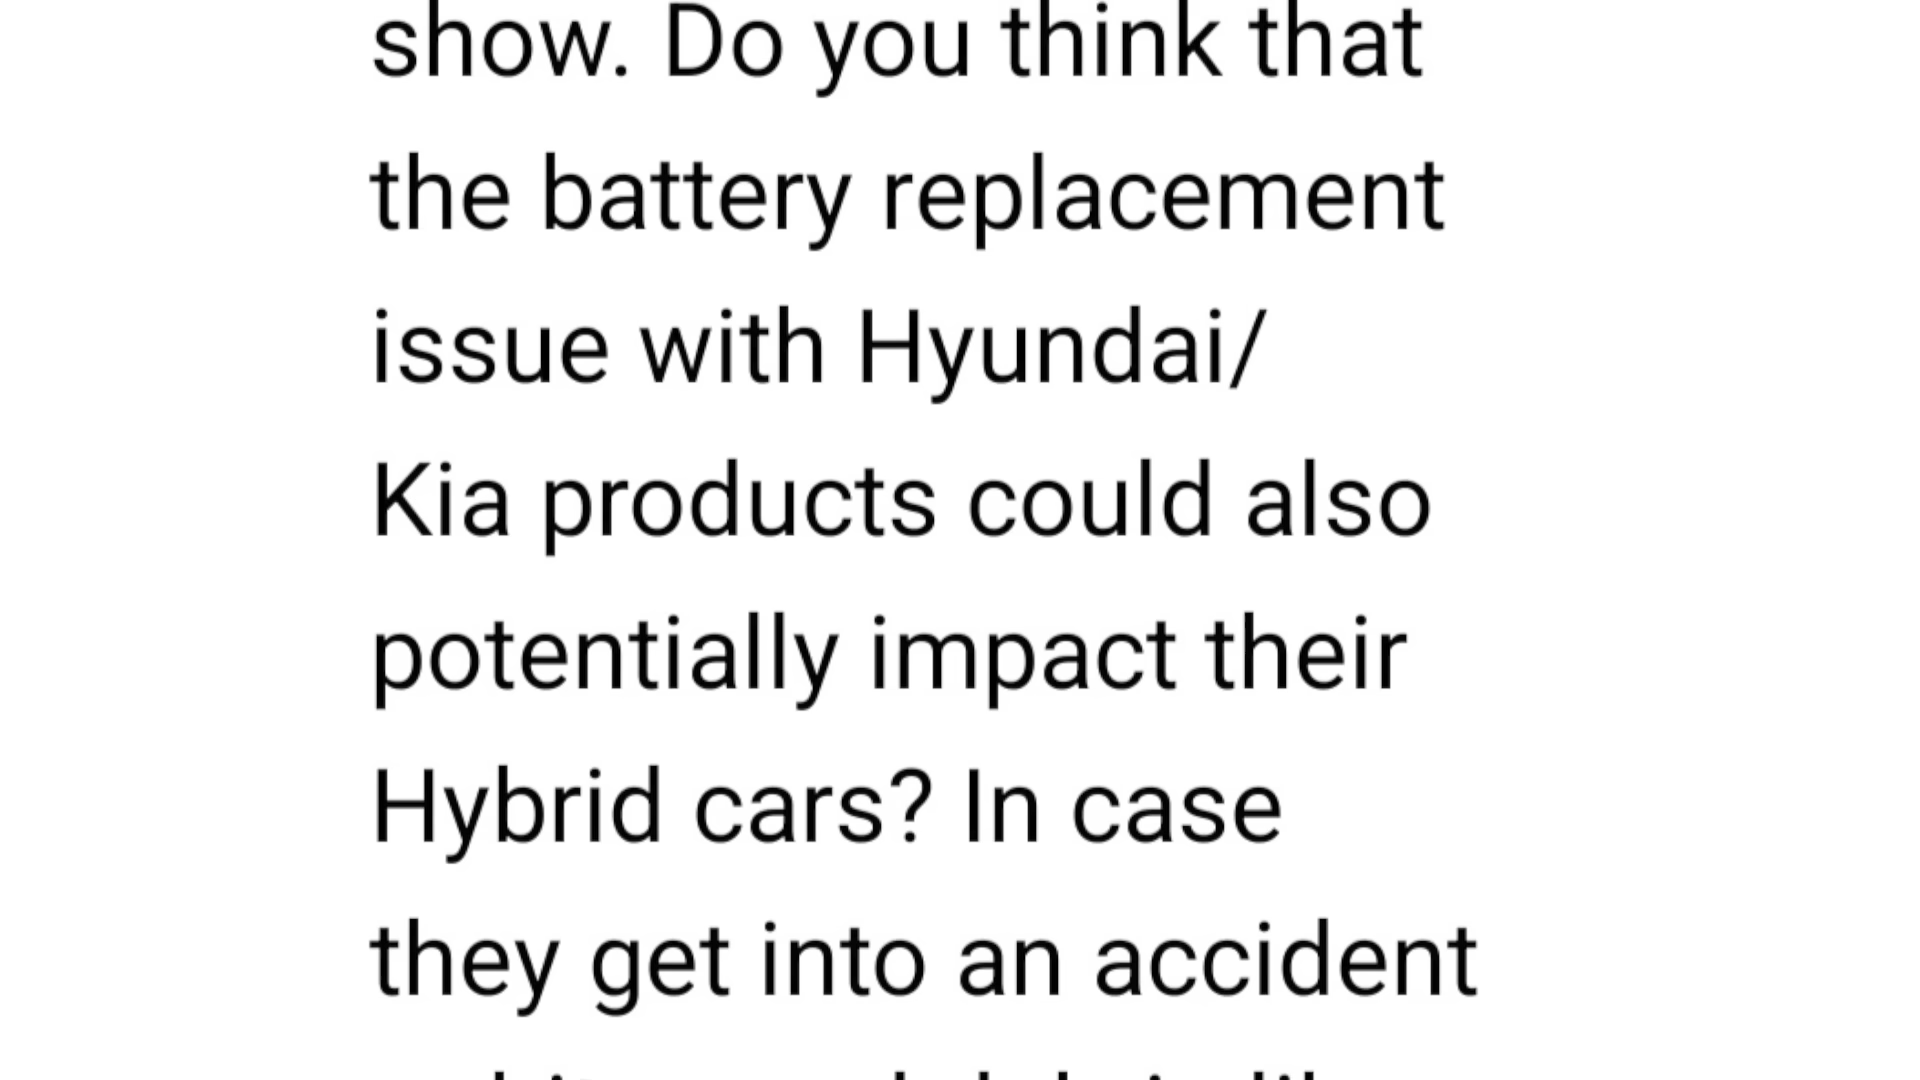 show. Do you think that
the battery replacement
issue with Hyundai/
Kia products could also
potentially impact their
Hybrid cars? In case
they get into an accident